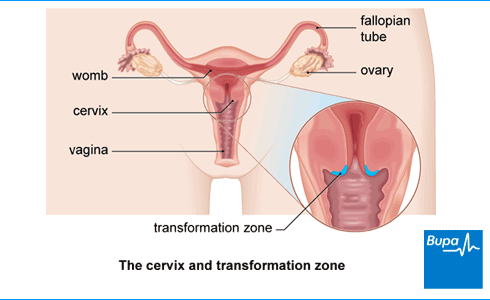 fallopian
tube
womb
ovary
cervix
vagina
transformation zone
The cervix and transformation zone
Bupa